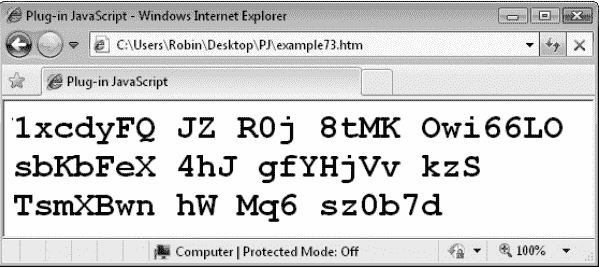 Plug-in JavaScript - Windows Internet Explorer
C:\Users\Robin\Desktop\PJ\example73.htm
Plug-in JavaScript
1xcdyFQ JZ R0j 8tMK Owi66LO
sbKbFeX 4hJ gfYHjVv kzS
TsmXBwn hW Mq6 sz0b7d
Computer | Protected Mode: Off
100%